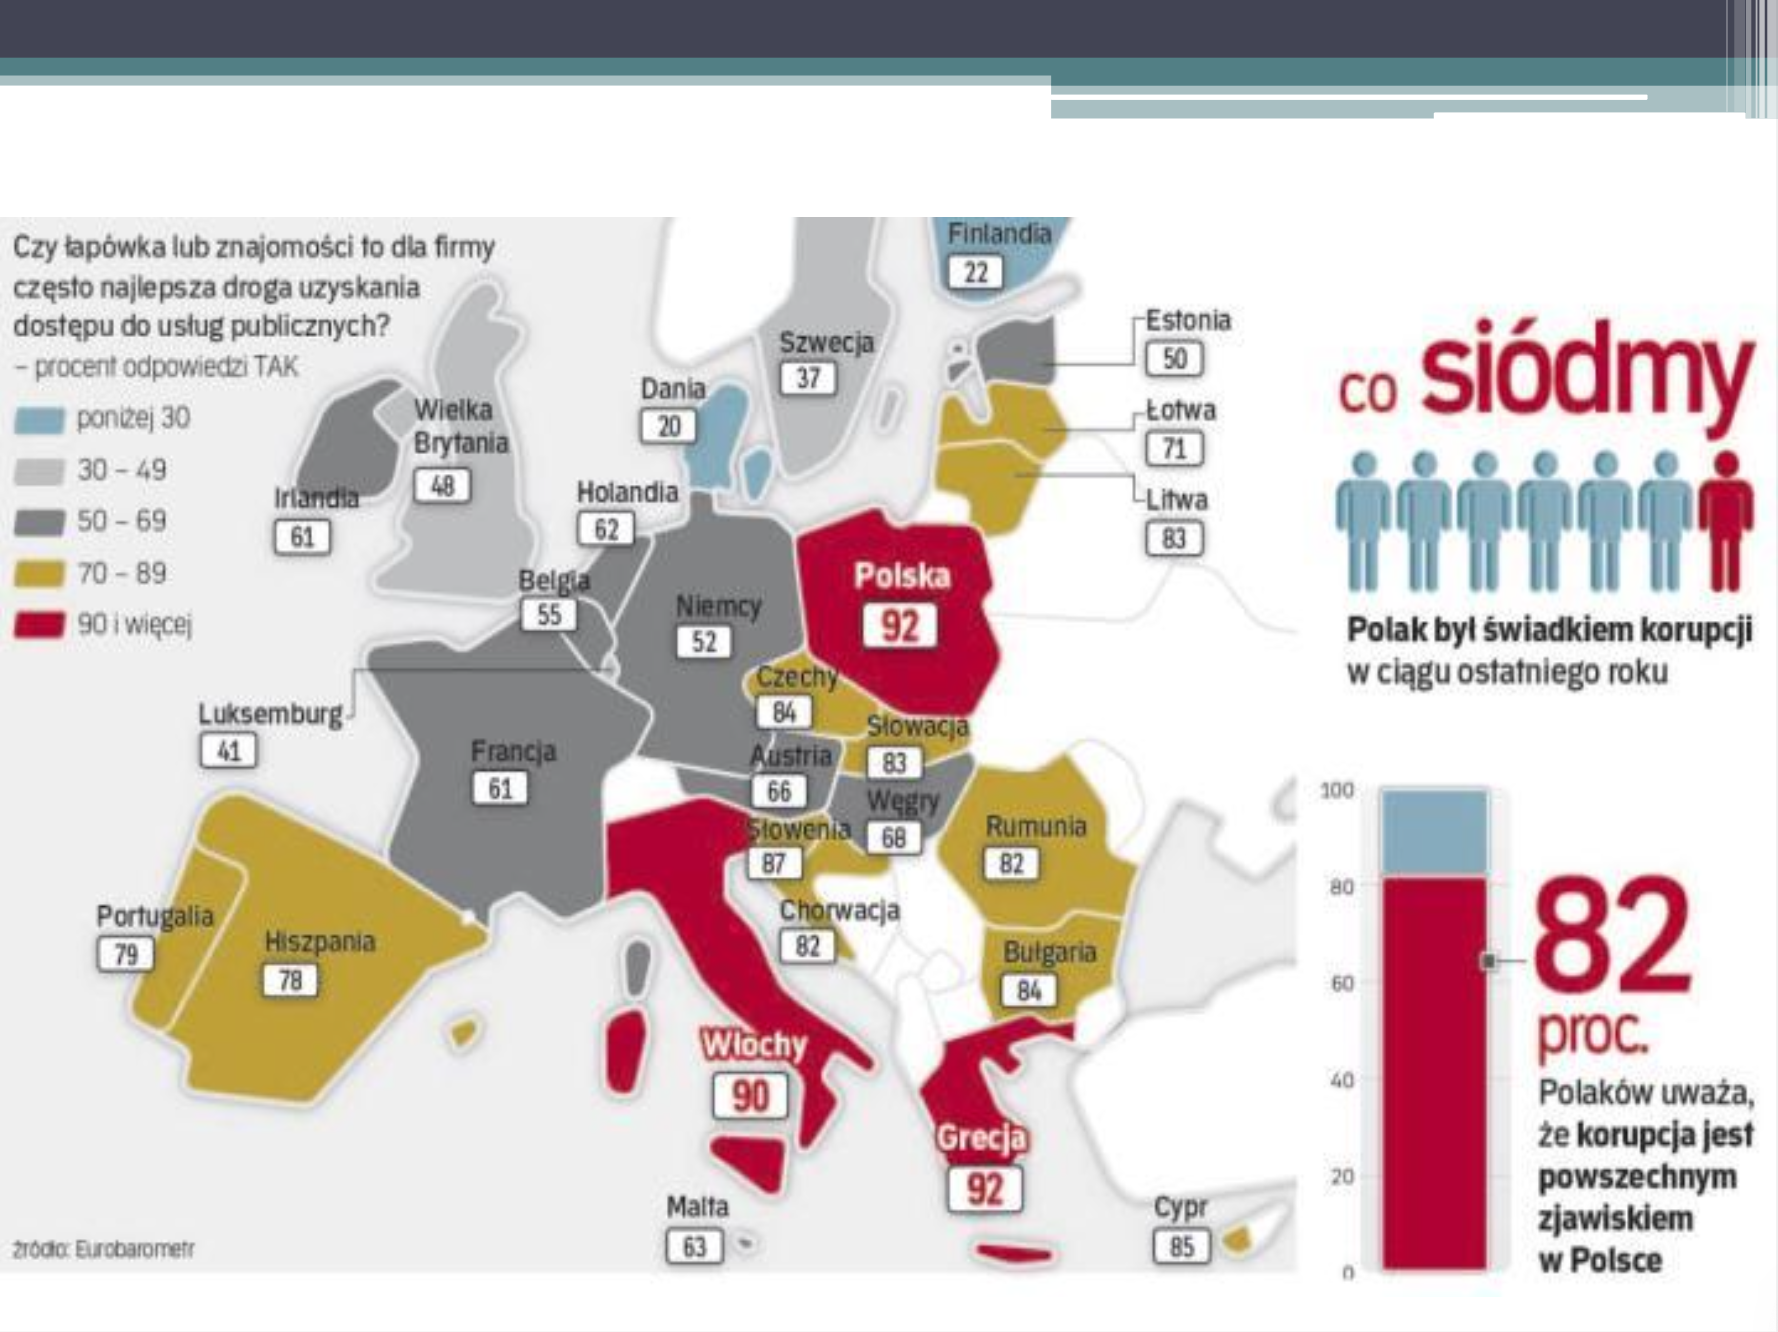 Czy łapówka lub znajomości to dla firmy
często najlepsza droga uzyskania
dostępu do usług publicznych?
– procent odpowiedzi TAK
poniżej 30
30 – 49
50 – 69
70 – 89
90 i więcej
Finlandia
22
Szwecja
37
Estonia
50
Łotwa
71
Litwa
83
Dania
20
Wielka
Brytania
48
Irlandia
61
Holandia
62
Belgia
55
Niemcy
52
Polska
92
Luksemburg
41
Francja
61
Czechy
84
Słowacja
83
Austria
66
Węgry
68
Słowenia
87
Rumunia
82
Chorwacja
82
Bułgaria
84
Portugalia
79
Hiszpania
78
Włochy
90
Grecja
92
Malta
63
Cypr
85
źródło: Eurobarometr
co siódmy
Polak był świadkiem korupcji
w ciągu ostatniego roku
100
80
60
40
20
0
82
proc.
Polaków uważa,
że korupcja jest
powszechnym
zjawiskiem
w Polsce